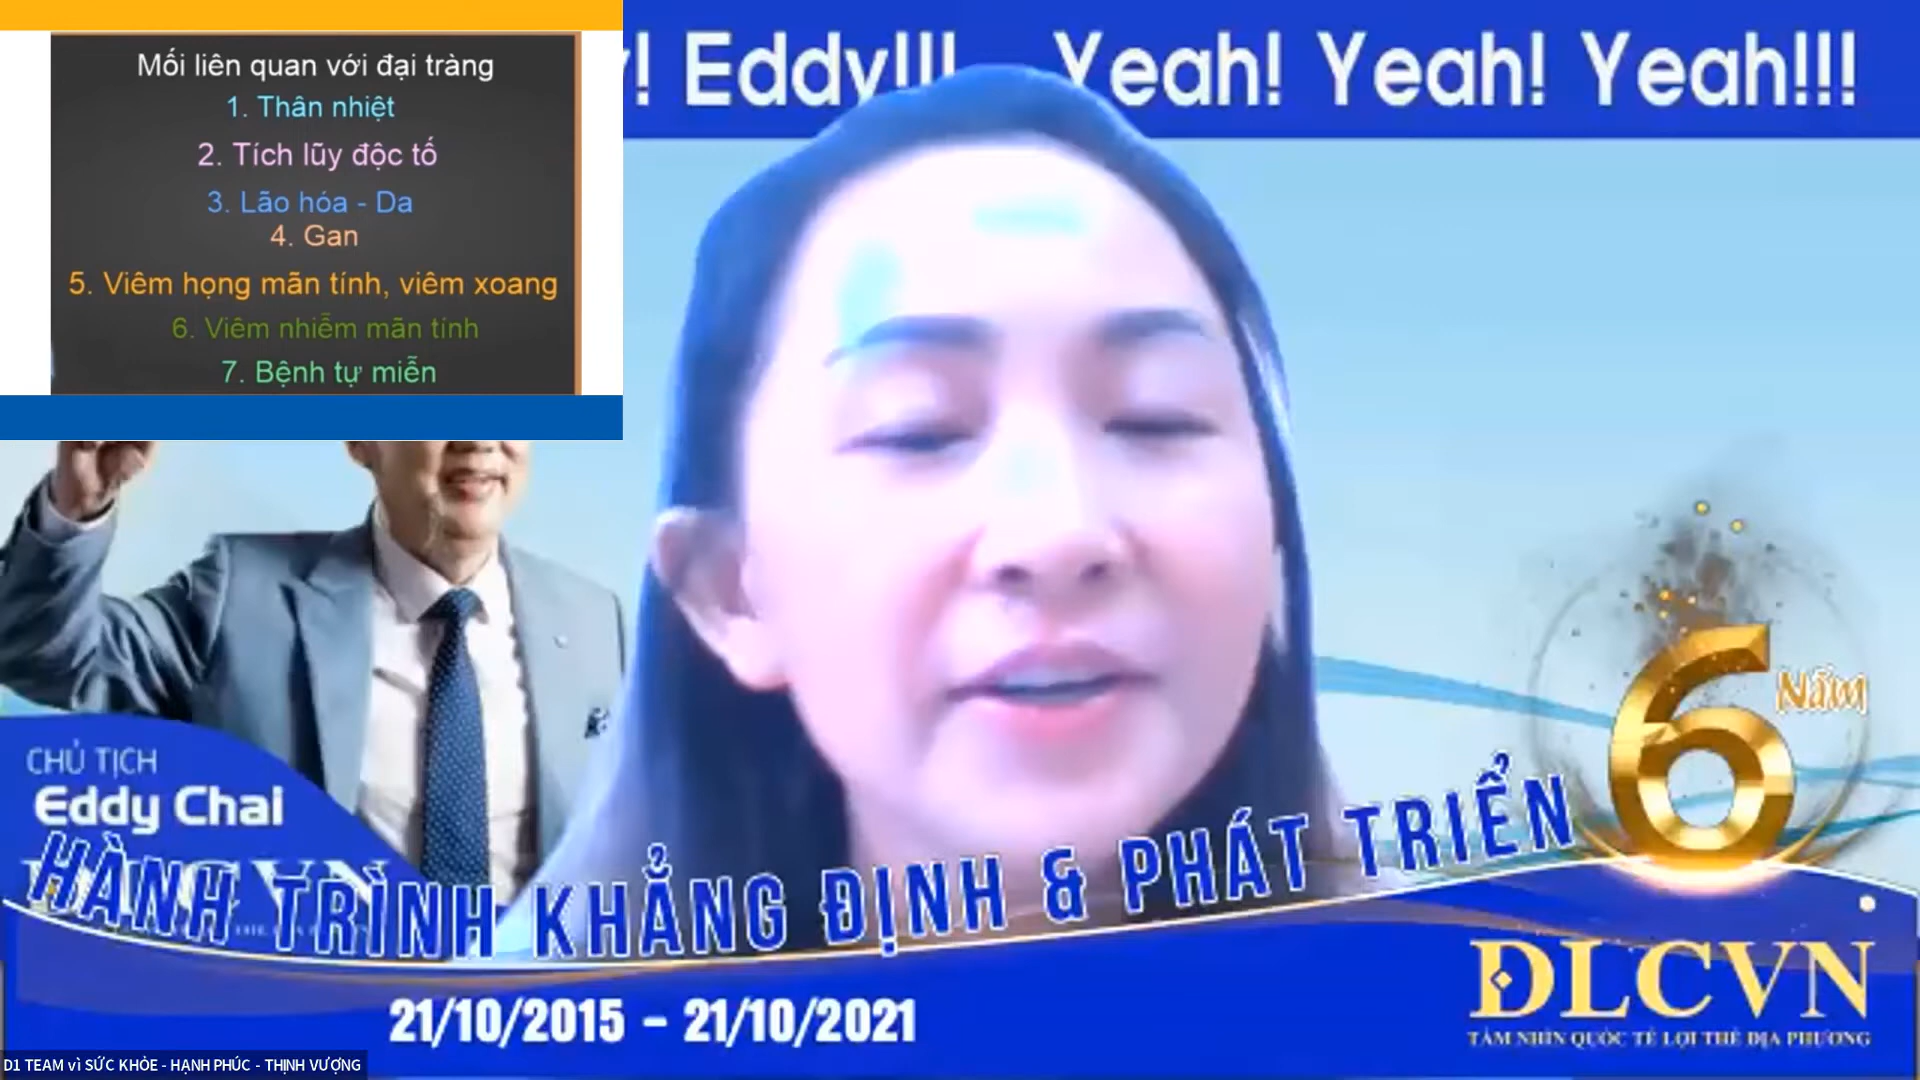 Mối liên quan với đại tràng
1. Thân nhiệt
2. Tích lũy độc tố
3. Lão hóa - Da
4. Gan
5. Viêm họng mãn tính, viêm xoang
6. Viêm nhiễm mãn tính
7. Bệnh tự miễn
! Eddy!!! Yeah! Yeah! Yeah!!!
6 Năm
CHỦ TỊCH
Eddy Chai
HÀNH TRÌNH KHẲNG ĐỊNH & PHÁT TRIỂN
21/10/2015 - 21/10/2021
DLCVN
TẦM NHÌN QUỐC TẾ LỢI THẾ ĐỊA PHƯƠNG
D1 TEAM vì SỨC KHỎE - HẠNH PHÚC - THỊNH VƯỢNG